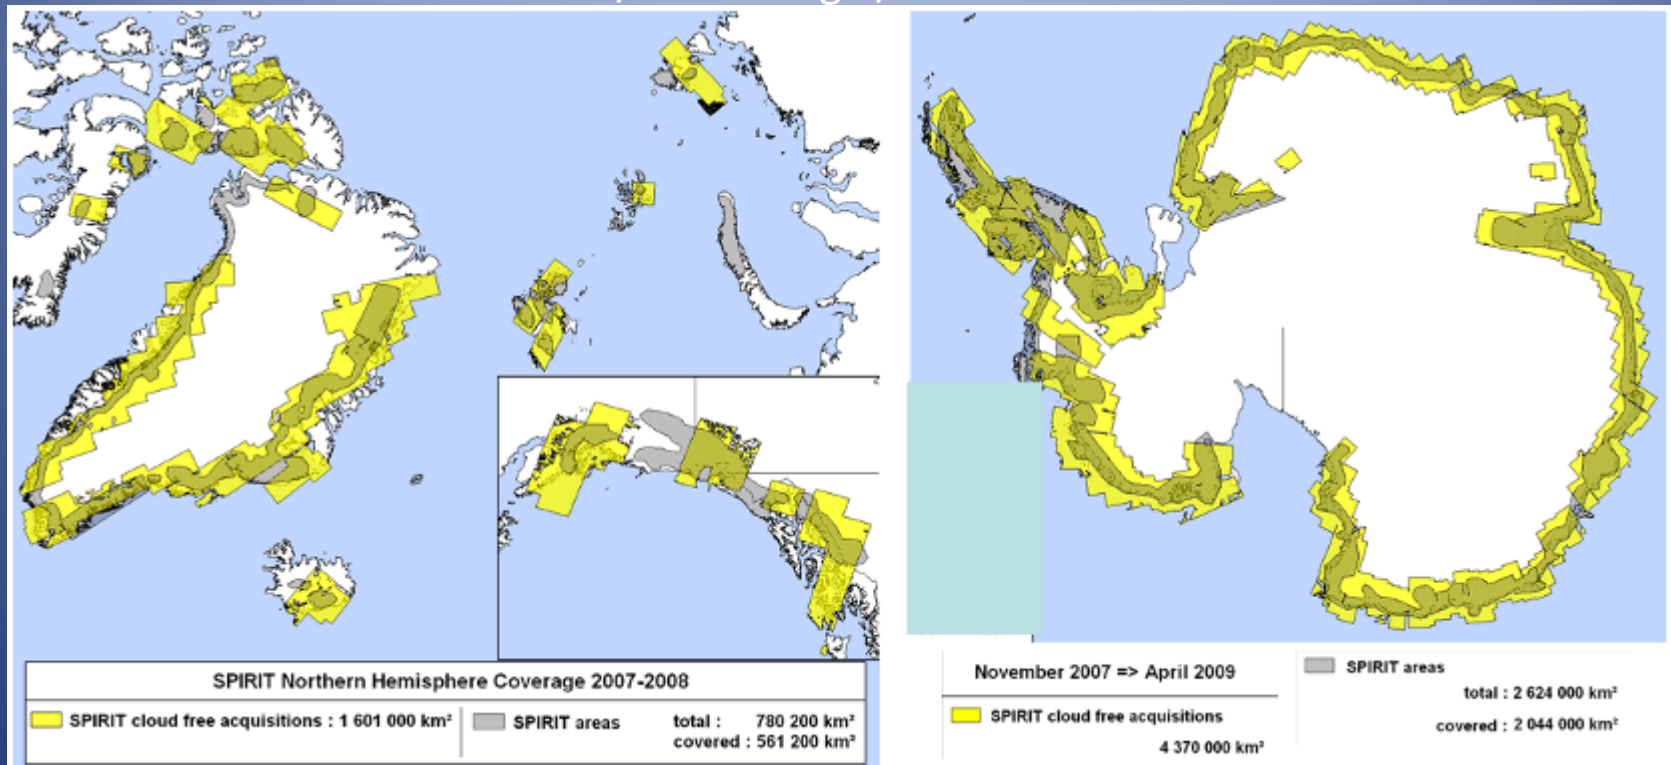 SPIRIT Northern Hemisphere Coverage 2007-2008
SPIRIT cloud free acquisitions : 1 601 000 km²
SPIRIT areas
total : 780 200 km²
covered : 561 200 km²
November 2007 => April 2009
SPIRIT cloud free acquisitions
4 370 000 km²
SPIRIT areas
total : 2 624 000 km²
covered : 2 044 000 km²